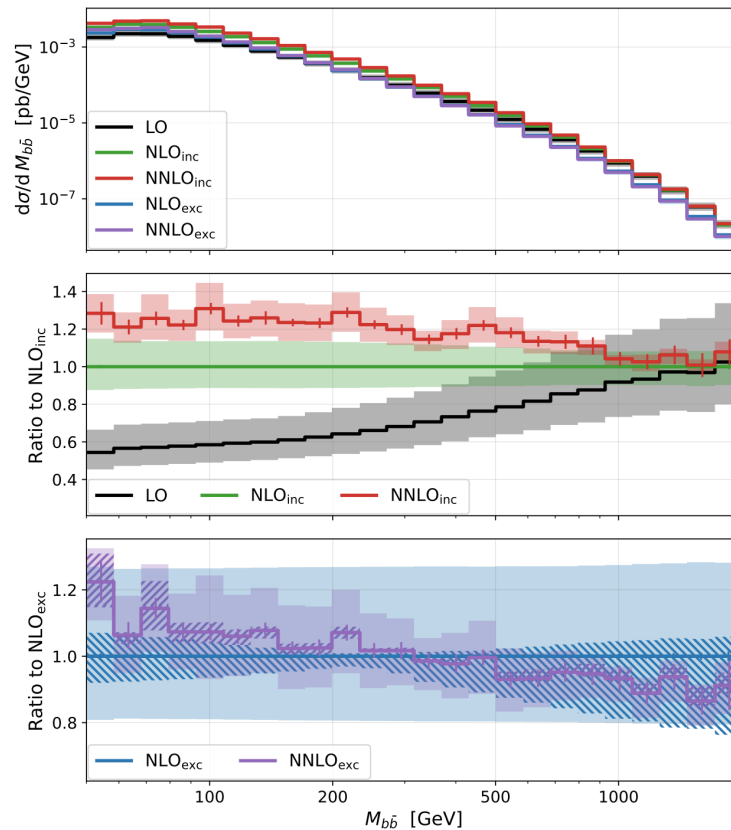 10⁻³
10⁻⁵
10⁻⁷
dσ/d M_{bb̄} [pb/GeV]
LO
NLO_inc
NNLO_inc
NLO_exc
NNLO_exc
1.4
1.2
1.0
0.8
0.6
0.4
Ratio to NLO_inc
LO NLO_inc NNLO_inc
1.2
1.0
0.8
Ratio to NLO_exc
NLO_exc NNLO_exc
100 200 500 1000
M_{bb̄} [GeV]